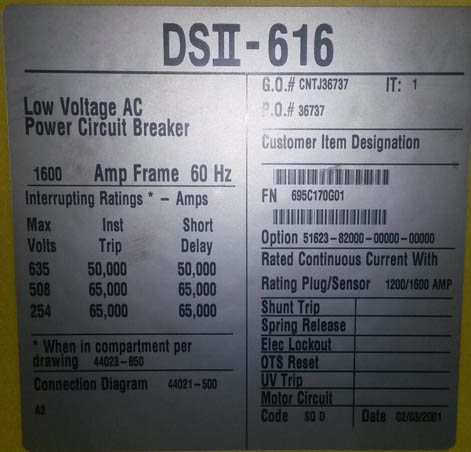 DSII-616
Low Voltage AC
Power Circuit Breaker
1600 Amp Frame 60 Hz
Interrupting Ratings * - Amps
Max Inst Short
Volts Trip Delay
635 50,000 50,000
508 65,000 65,000
254 65,000 65,000
* When in compartment per
drawing 44023-850
Connection Diagram 44021-500
A2
G.O.# CNTJ36737 IT: 1
P.O.# 36737
Customer Item Designation
FN 695C170G01
Option 51623-82000-00000-00000
Rated Continuous Current With
Rating Plug/Sensor 1200/1600 AMP
Shunt Trip
Spring Release
Elec Lockout
OTS Reset
UV Trip
Motor Circuit
Code SQ D Date 02/03/2001